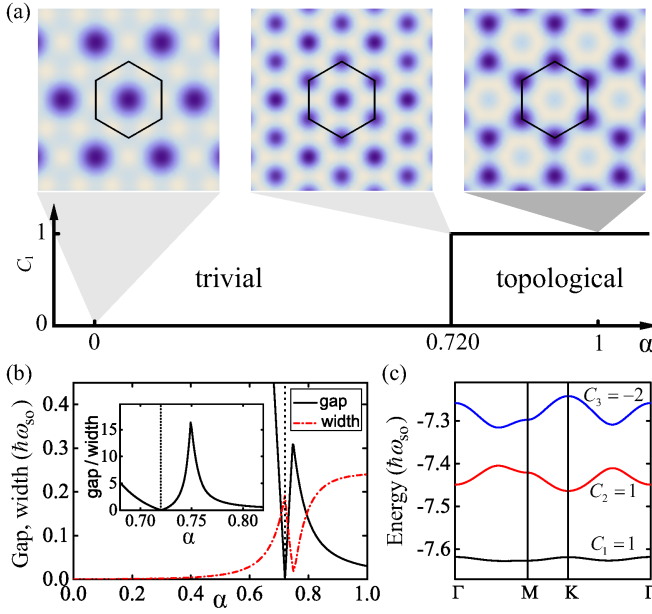 (a)
1
C₁
trivial
topological
0
0
0.720
1
α
(b)
(c)
Gap, width (ħω_so)
0.4
0.3
0.2
0.1
0.0
gap
width
gap / width
15
10
5
0
0.70
0.75
0.80
α
0.0
0.2
0.4
0.6
0.8
1.0
α
Energy (ħω_so)
-7.3
-7.4
-7.5
-7.6
C₃ = −2
C₂ = 1
C₁ = 1
Γ
M
K
Γ